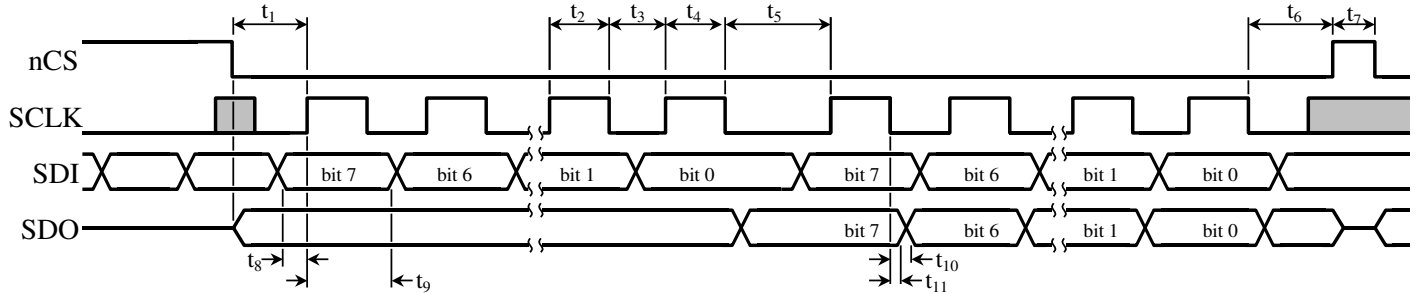 t1 t2 t3 t4 t5 t6 t7
nCS
SCLK
SDI bit 7 bit 6 bit 1 bit 0 bit 7 bit 6 bit 1 bit 0
SDO bit 7 bit 6 bit 1 bit 0
t8 t10
t9 t11